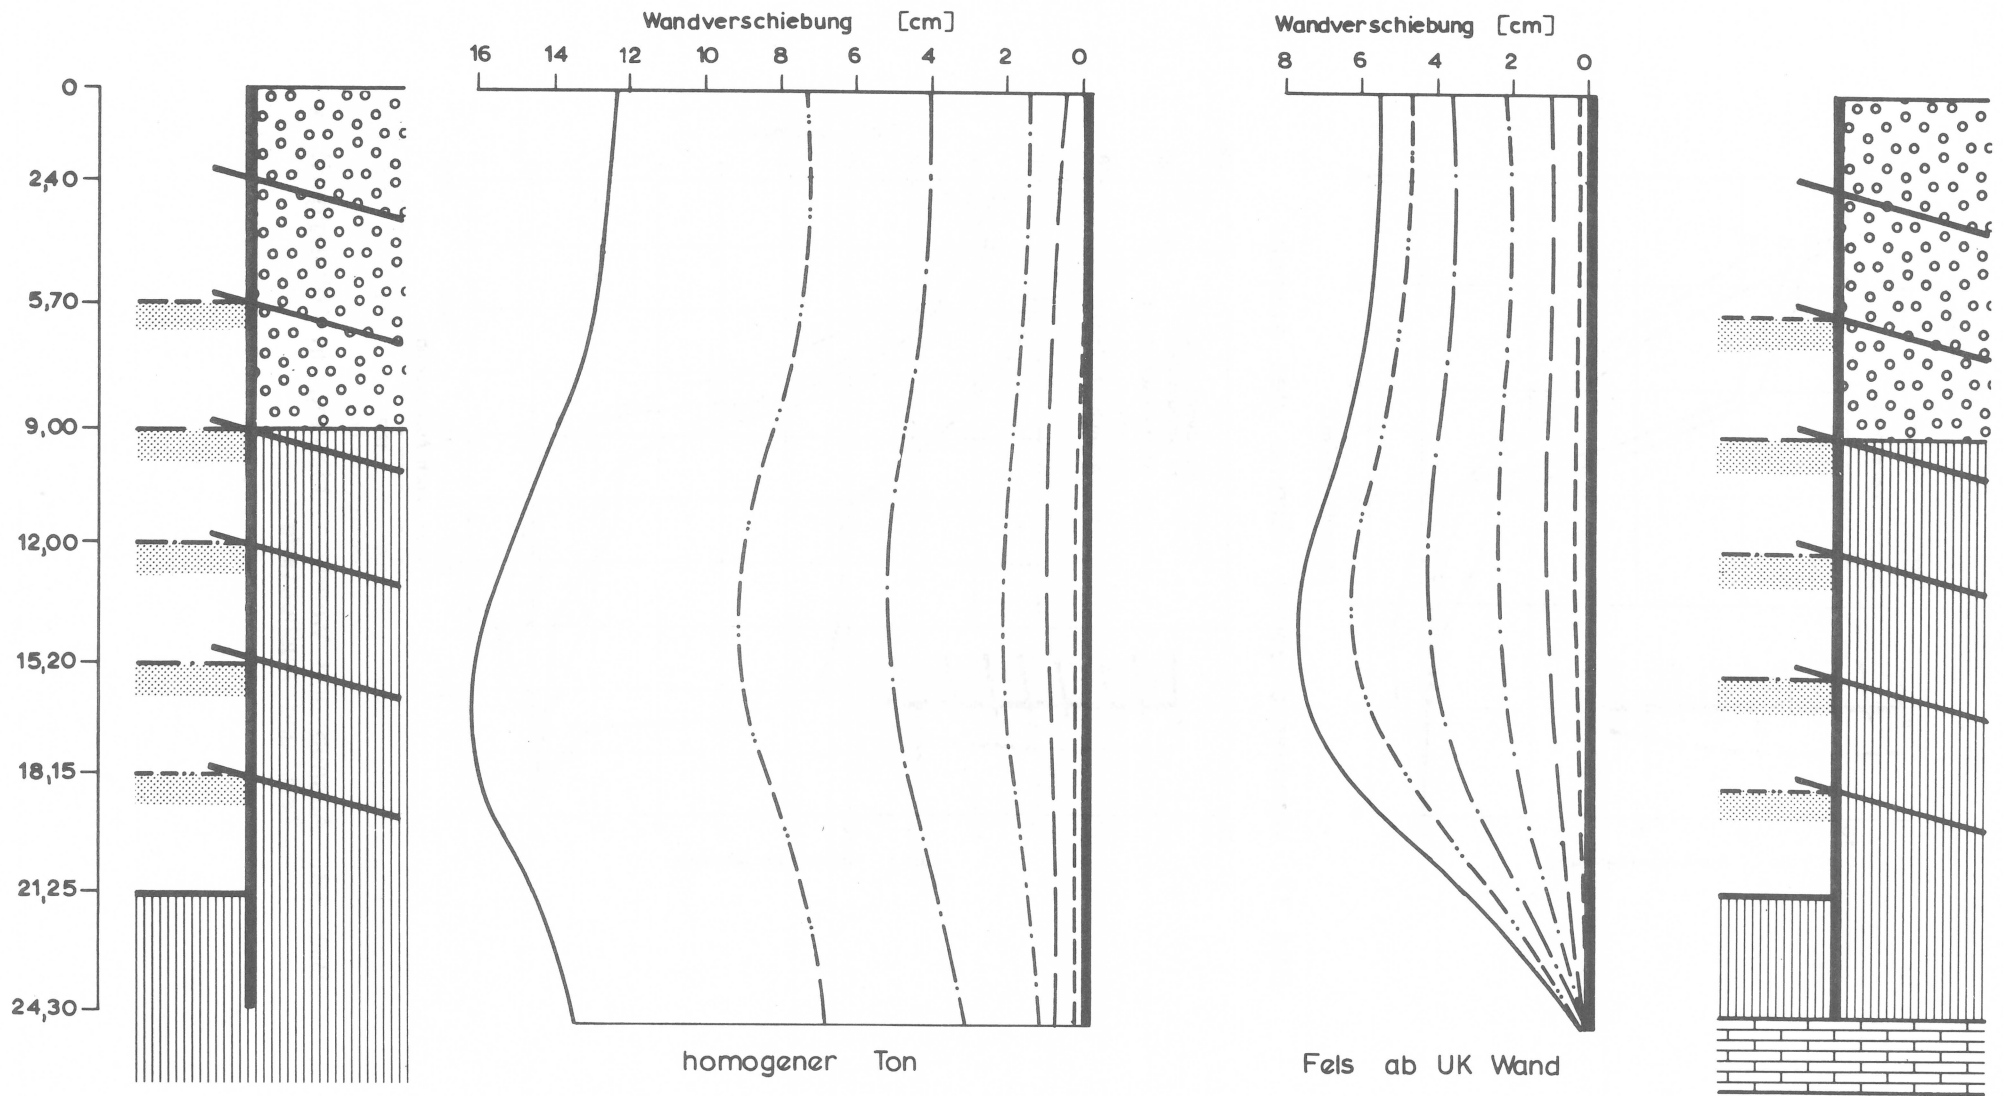 Wandverschiebung [cm]
16 14 12 10 8 6 4 2 0
Wandverschiebung [cm]
8 6 4 2 0
0
2,40
5,70
9,00
12,00
15,20
18,15
21,25
24,30
homogener Ton
Fels ab UK Wand